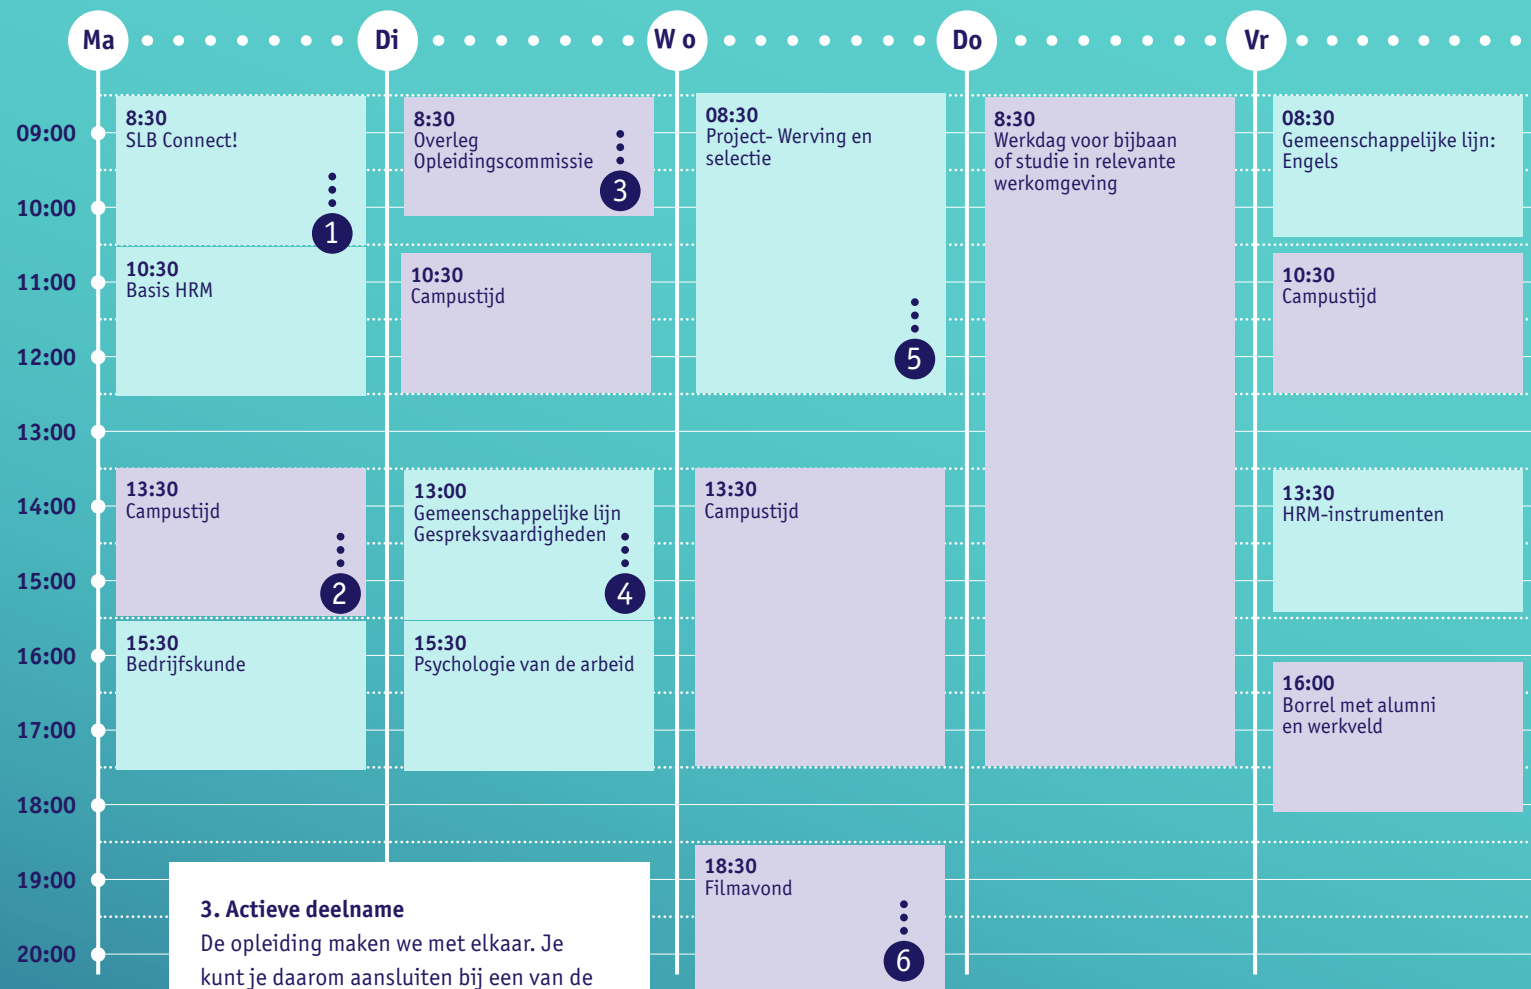 Ma
Di
W o
Do
Vr
09:00
10:00
11:00
12:00
13:00
14:00
15:00
16:00
17:00
18:00
19:00
20:00
8:30
SLB Connect!
1
10:30
Basis HRM
13:30
Campustijd
2
15:30
Bedrijfskunde
8:30
Overleg
Opleidingscommissie
3
10:30
Campustijd
13:00
Gemeenschappelijke lijn
Gespreksvaardigheden
4
15:30
Psychologie van de arbeid
08:30
Project- Werving en
selectie
5
13:30
Campustijd
18:30
Filmavond
6
8:30
Werkdag voor bijbaan
of studie in relevante
werkomgeving
08:30
Gemeenschappelijke lijn:
Engels
10:30
Campustijd
13:30
HRM-instrumenten
16:00
Borrel met alumni
en werkveld
3. Actieve deelname
De opleiding maken we met elkaar. Je
kunt je daarom aansluiten bij een van de